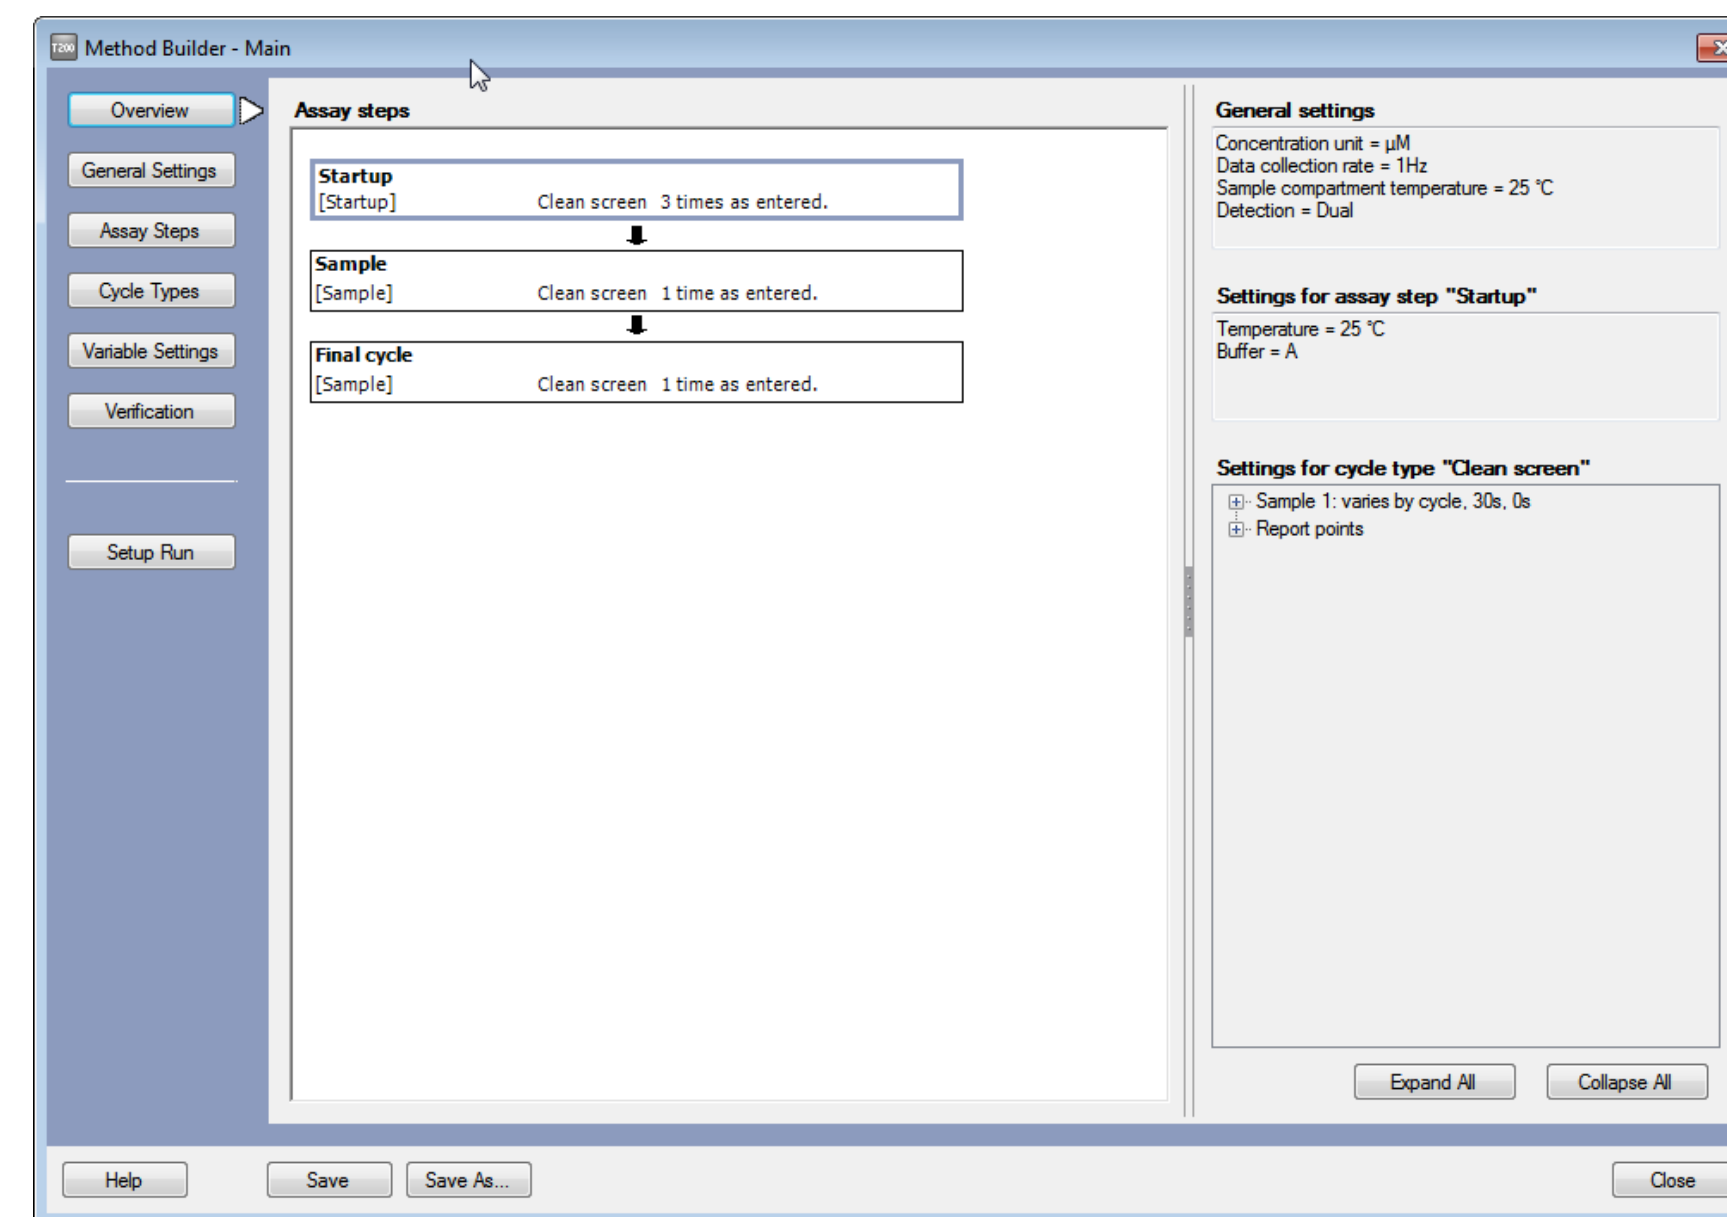 T200 Method Builder - Main
Overview
General Settings
Assay Steps
Cycle Types
Variable Settings
Verification
Setup Run
Assay steps
Startup
[Startup] Clean screen 3 times as entered.
Sample
[Sample] Clean screen 1 time as entered.
Final cycle
[Sample] Clean screen 1 time as entered.
General settings
Concentration unit = µM
Data collection rate = 1Hz
Sample compartment temperature = 25 °C
Detection = Dual
Settings for assay step "Startup"
Temperature = 25 °C
Buffer = A
Settings for cycle type "Clean screen"
Sample 1: varies by cycle, 30s, 0s
Report points
Expand All Collapse All
Help Save Save As... Close